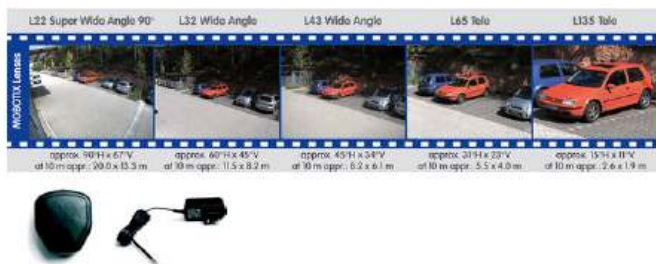 L22 Super Wide Angle 90°
L32 Wide Angle
L43 Wide Angle
L65 Tele
L135 Tele
MOBOTIX Lenses
approx. 90°H x 67°V
at 10 m appr.: 20.0 x 13.3 m
approx. 60°H x 45°V
at 10 m appr.: 11.5 x 8.2 m
approx. 45°H x 34°V
at 10 m appr.: 8.2 x 6.1 m
approx. 31°H x 23°V
at 10 m appr.: 5.5 x 4.0 m
approx. 15°H x 11°V
at 10 m appr.: 2.6 x 1.9 m